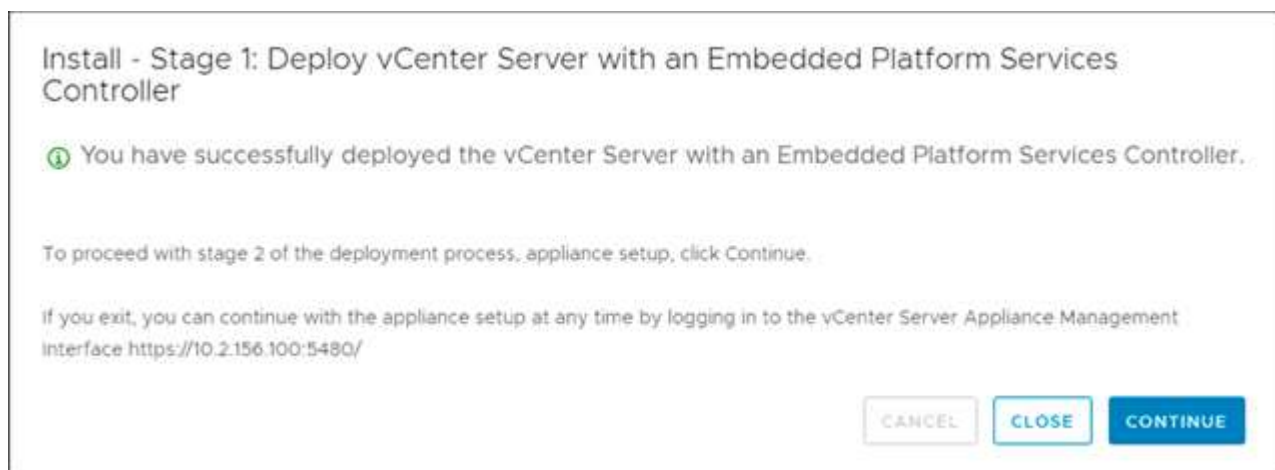 Install - Stage 1: Deploy vCenter Server with an Embedded Platform Services
Controller
You have successfully deployed the vCenter Server with an Embedded Platform Services Controller.
To proceed with stage 2 of the deployment process, appliance setup, click Continue.
If you exit, you can continue with the appliance setup at any time by logging in to the vCenter Server Appliance Management
Interface https://10.2.156.100:5480/
CANCEL CLOSE CONTINUE